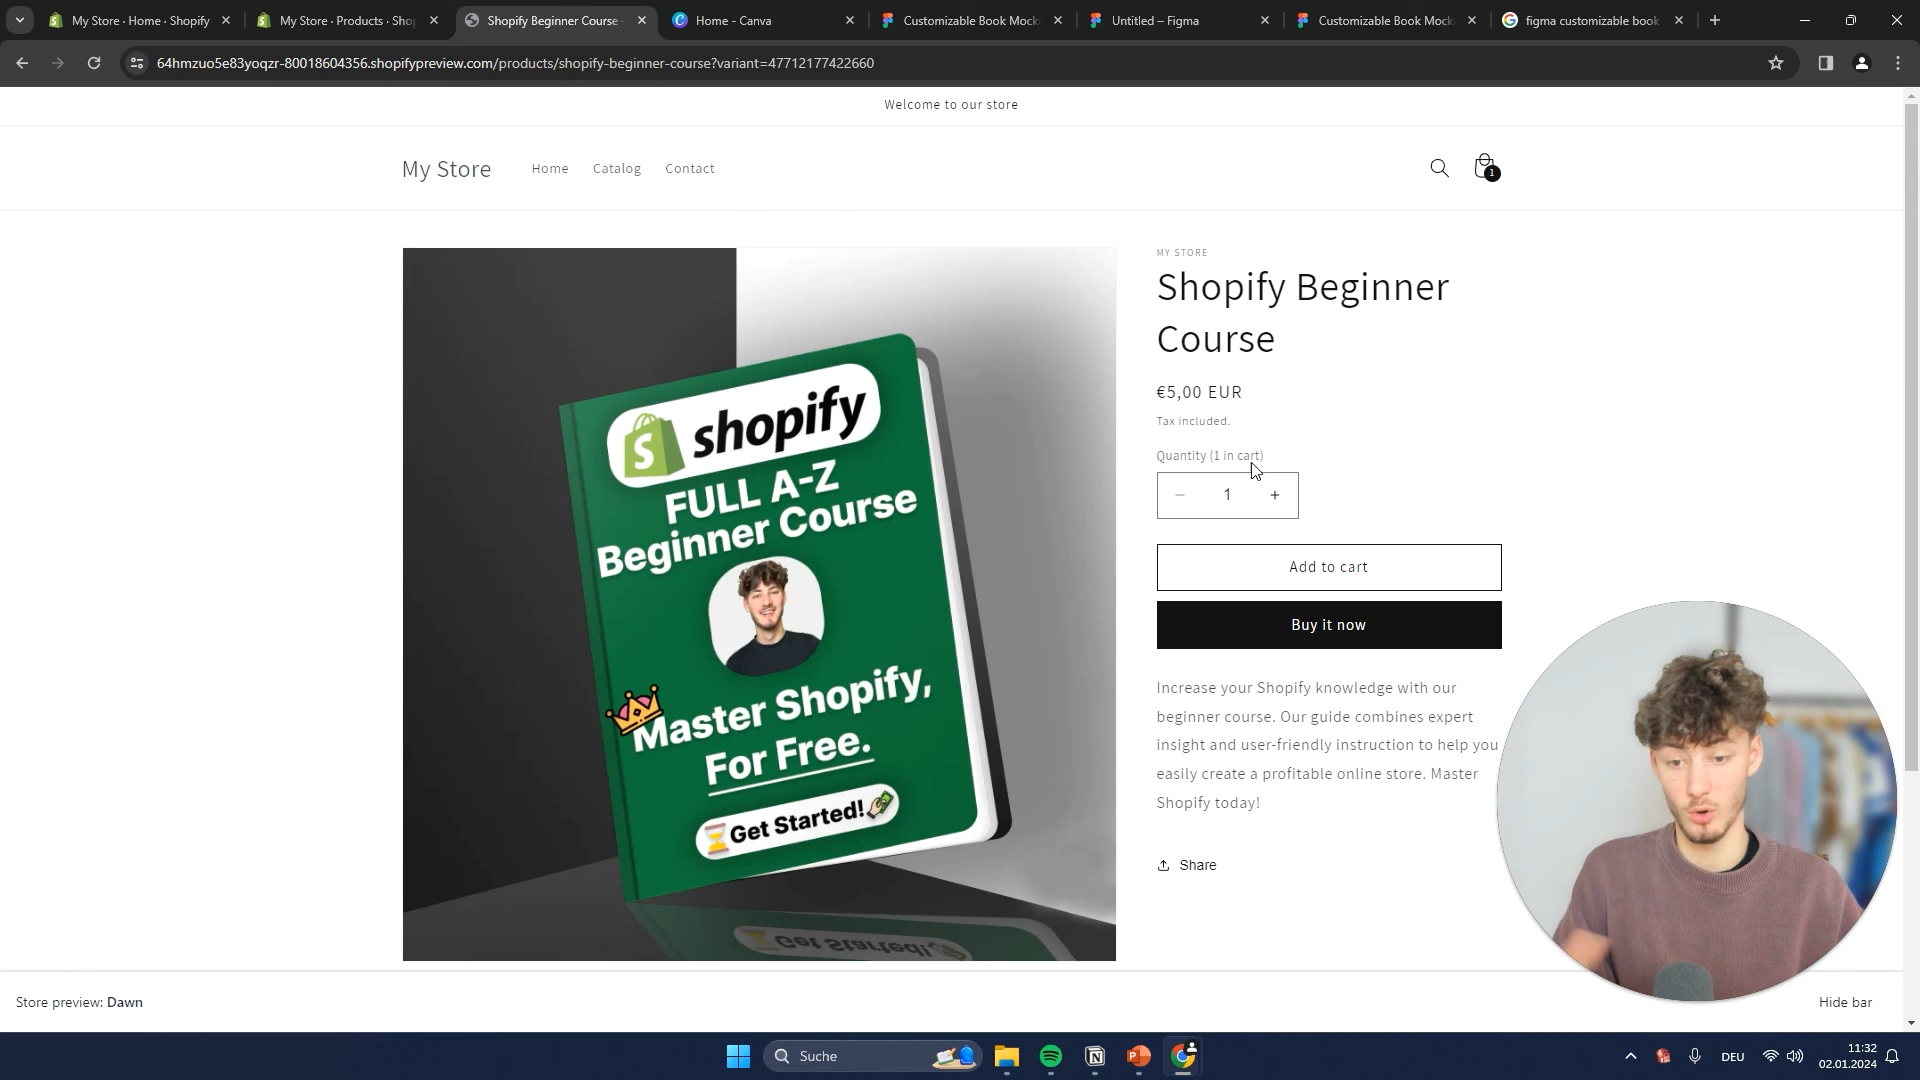 My Store · Home · Shopify
My Store · Products · Shop
Shopify Beginner Course
Home - Canva
Customizable Book Mock
Untitled – Figma
Customizable Book Mock
figma customizable book
64hmzuo5e83yoqzr-80018604356.shopifypreview.com/products/shopify-beginner-course?variant=47712177422660
Welcome to our store
My Store
Home
Catalog
Contact
1
MY STORE
Shopify Beginner
Course
€5,00 EUR
Tax included.
Quantity (1 in cart)
− 1 +
Add to cart
Buy it now
Increase your Shopify knowledge with our
beginner course. Our guide combines expert
insight and user-friendly instruction to help you
easily create a profitable online store. Master
Shopify today!
Share
shopify
FULL A-Z
Beginner Course
Master Shopify,
For Free.
Get Started!
Get Started!
Store preview: Dawn
Hide bar
Suche
DEU
11:32
02.01.2024